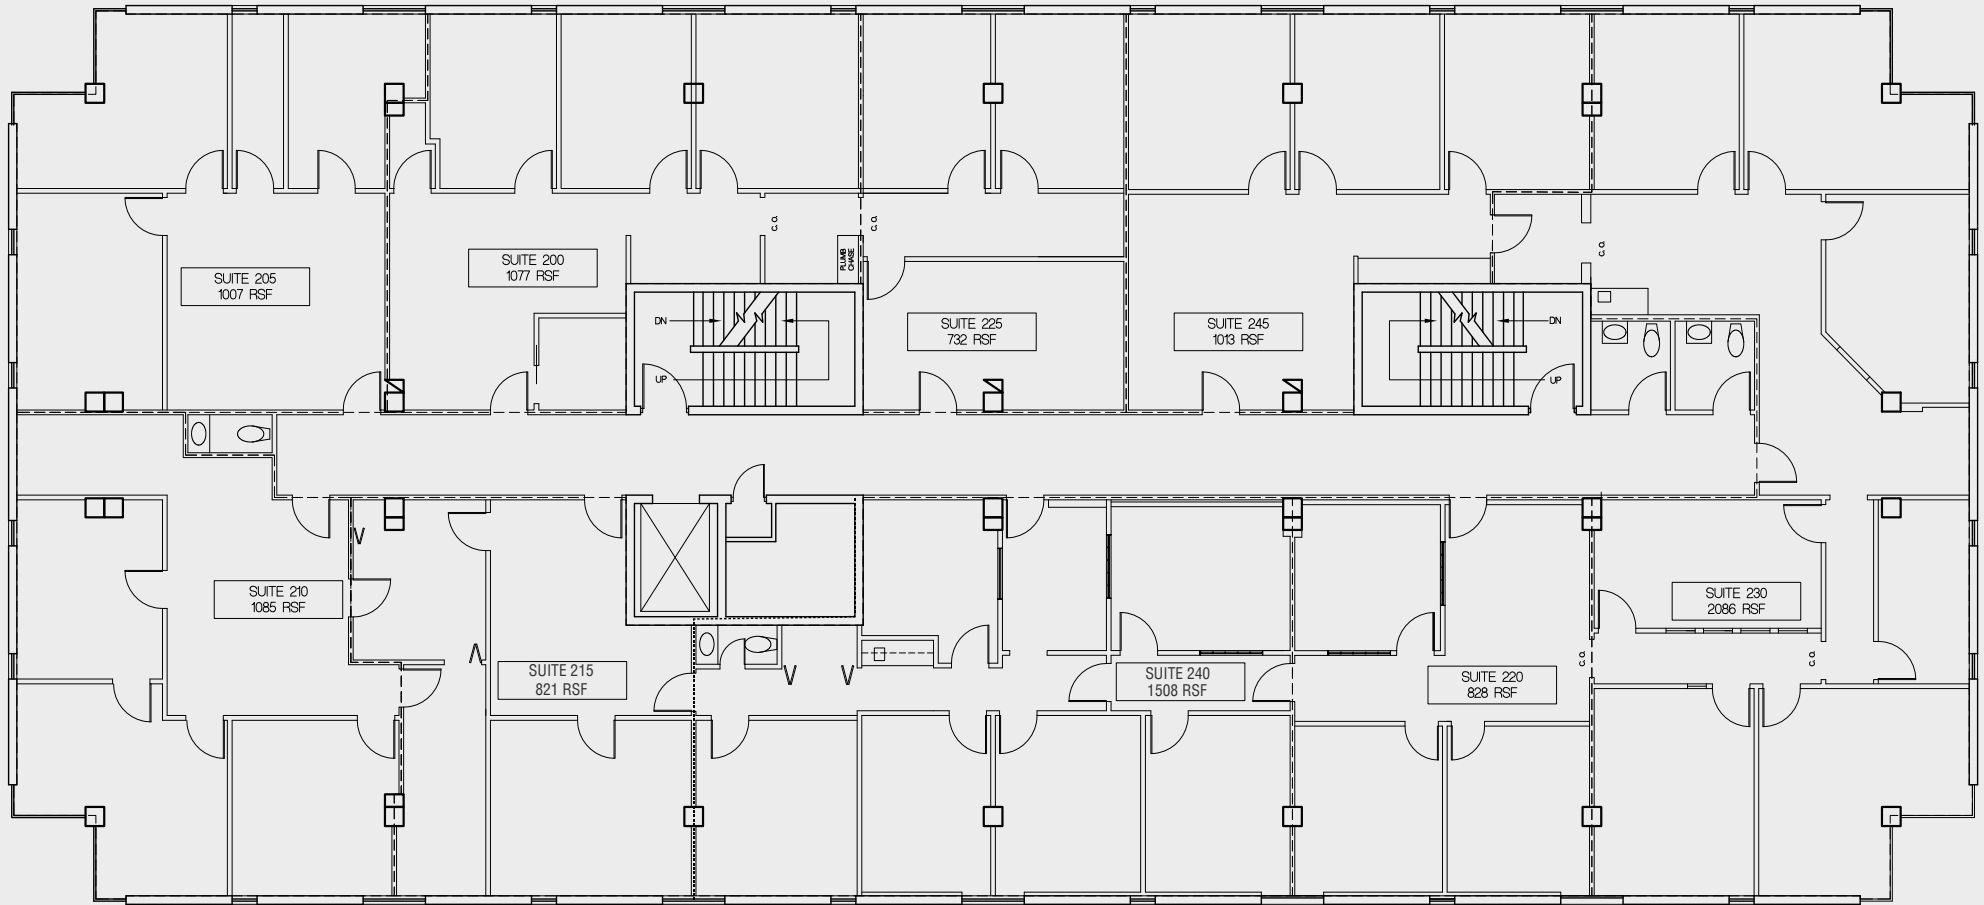 c.a
c.a
c.a
PLUMB
CHASE
SUITE 200
1077 RSF
SUITE 205
1007 RSF
SUITE 225
732 RSF
SUITE 245
1013 RSF
DN
DN
UP
UP
SUITE 210
1085 RSF
SUITE 230
2086 RSF
SUITE 215
821 RSF
SUITE 240
1508 RSF
SUITE 220
828 RSF
c.a
c.a